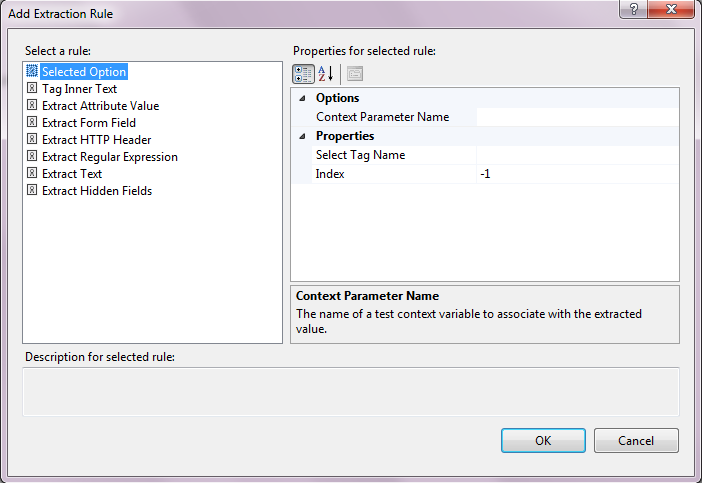 Add Extraction Rule
?
Select a rule:
Selected Option
Tag Inner Text
Extract Attribute Value
Extract Form Field
Extract HTTP Header
Extract Regular Expression
Extract Text
Extract Hidden Fields
Properties for selected rule:
A
Z
Options
Context Parameter Name
Properties
Select Tag Name
Index -1
Context Parameter Name
The name of a test context variable to associate with the extracted
value.
Description for selected rule:
OK Cancel